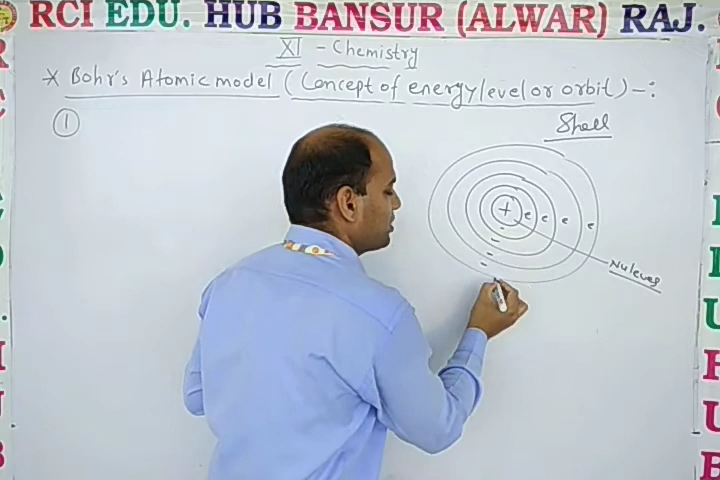 RCI EDU. HUB BANSUR (ALWAR) RAJ.
XI - Chemistry
* Bohr's Atomic model (Concept of energy level or orbit) -:
①
Shell
+ e e e e
- - - -
Nuleues